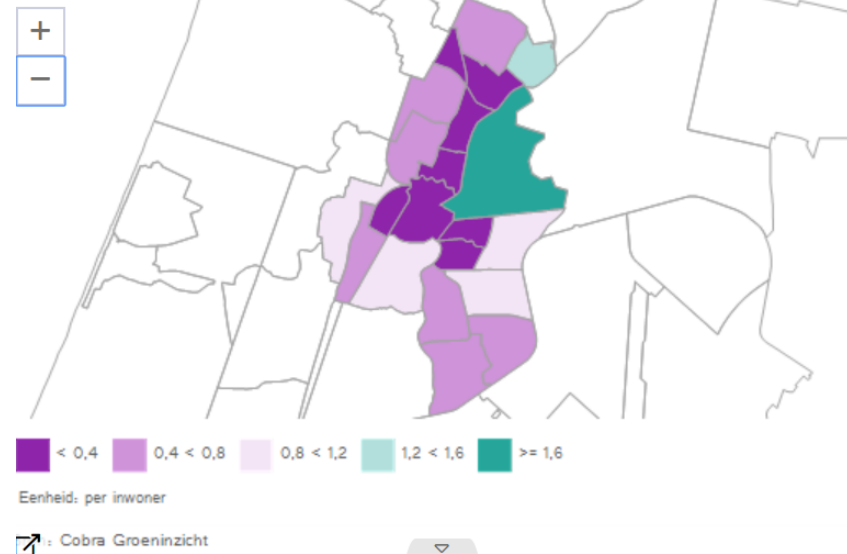 +
−
< 0,4 0,4 < 0,8 0,8 < 1,2 1,2 < 1,6 >= 1,6
Eenheid: per inwoner
: Cobra Groeninzicht